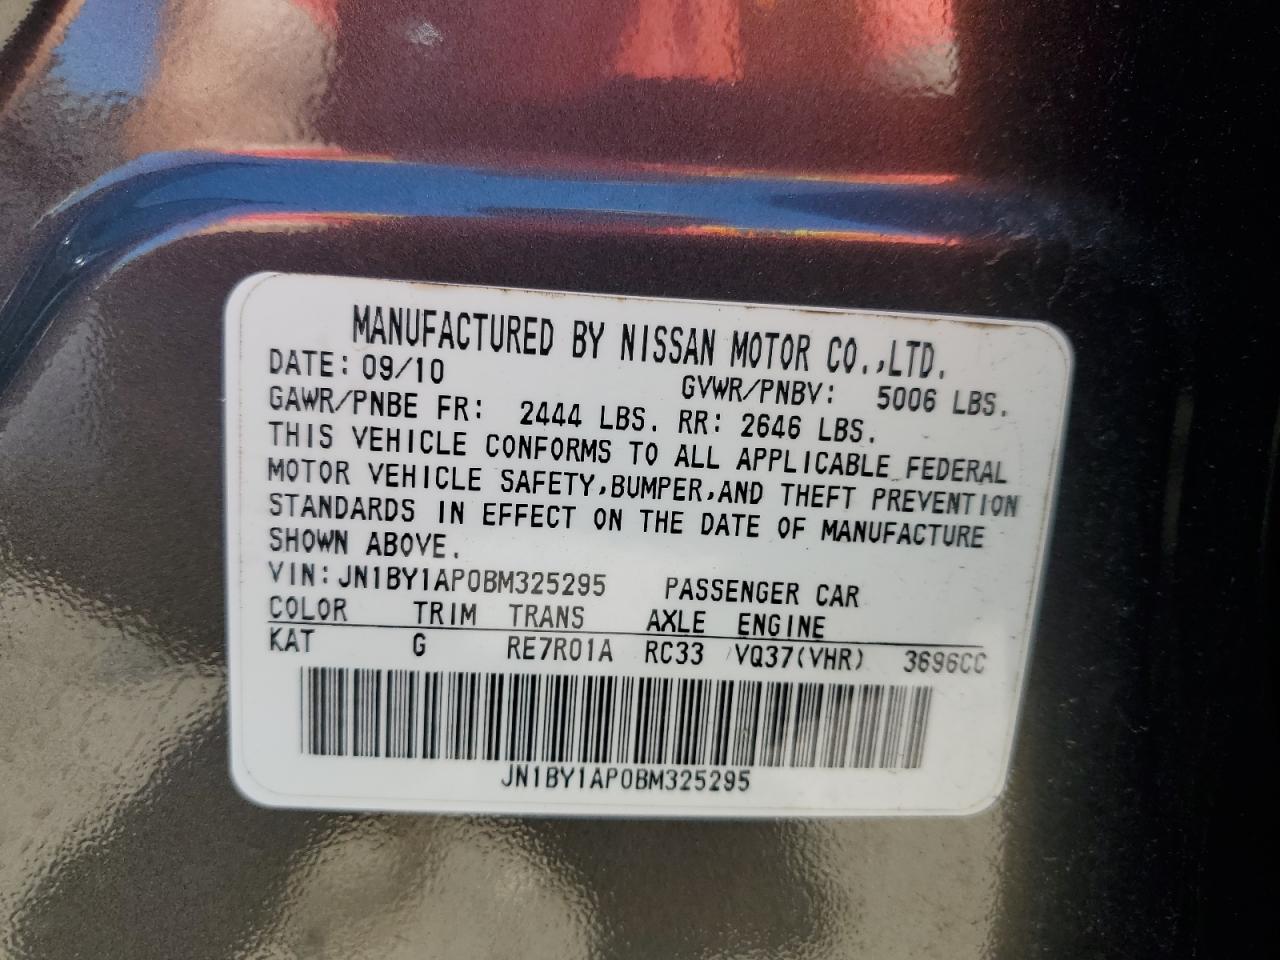 MANUFACTURED BY NISSAN MOTOR CO.,LTD.
DATE: 09/10 GVWR/PNBV: 5006 LBS.
GAWR/PNBE FR: 2444 LBS. RR: 2646 LBS.
THIS VEHICLE CONFORMS TO ALL APPLICABLE FEDERAL
MOTOR VEHICLE SAFETY,BUMPER,AND THEFT PREVENTION
STANDARDS IN EFFECT ON THE DATE OF MANUFACTURE
SHOWN ABOVE.
VIN: JN1BY1AP0BM325295 PASSENGER CAR
COLOR TRIM TRANS AXLE ENGINE
KAT G RE7R01A RC33 VQ37(VHR) 3696CC
JN1BY1AP0BM325295